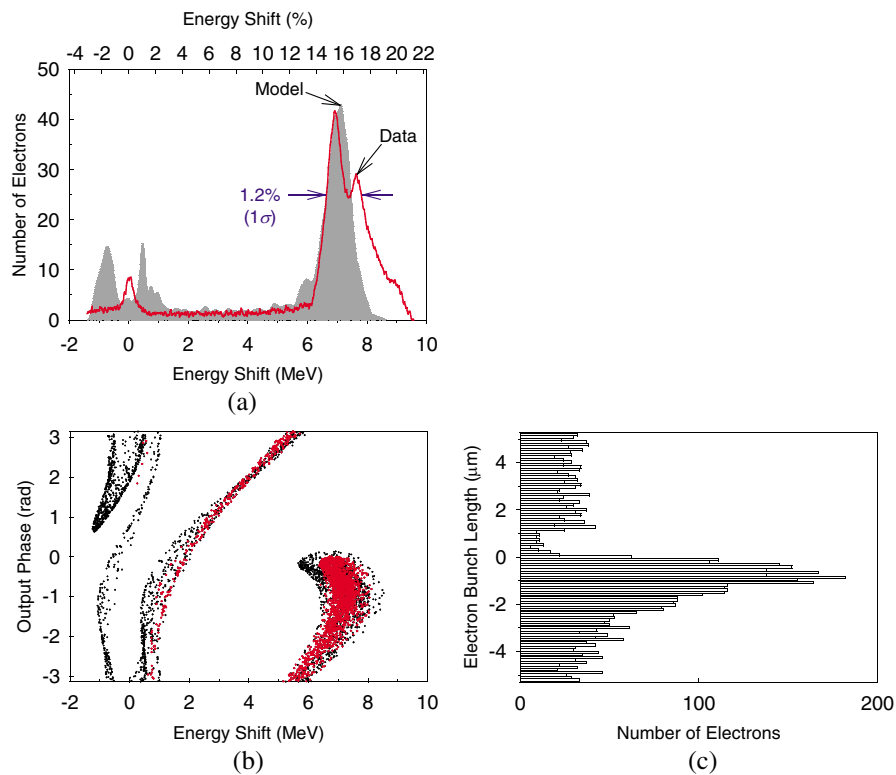 Energy Shift (%)
-4 -2 0 2 4 6 8 10 12 14 16 18 20 22
50
40
30
20
10
0
Number of Electrons
Model
Data
1.2%
(1σ)
-2 0 2 4 6 8 10
Energy Shift (MeV)
(a)
3
2
1
0
-1
-2
-3
Output Phase (rad)
-2 0 2 4 6 8 10
Energy Shift (MeV)
(b)
4
2
0
-2
-4
Electron Bunch Length (μm)
0 100 200
Number of Electrons
(c)